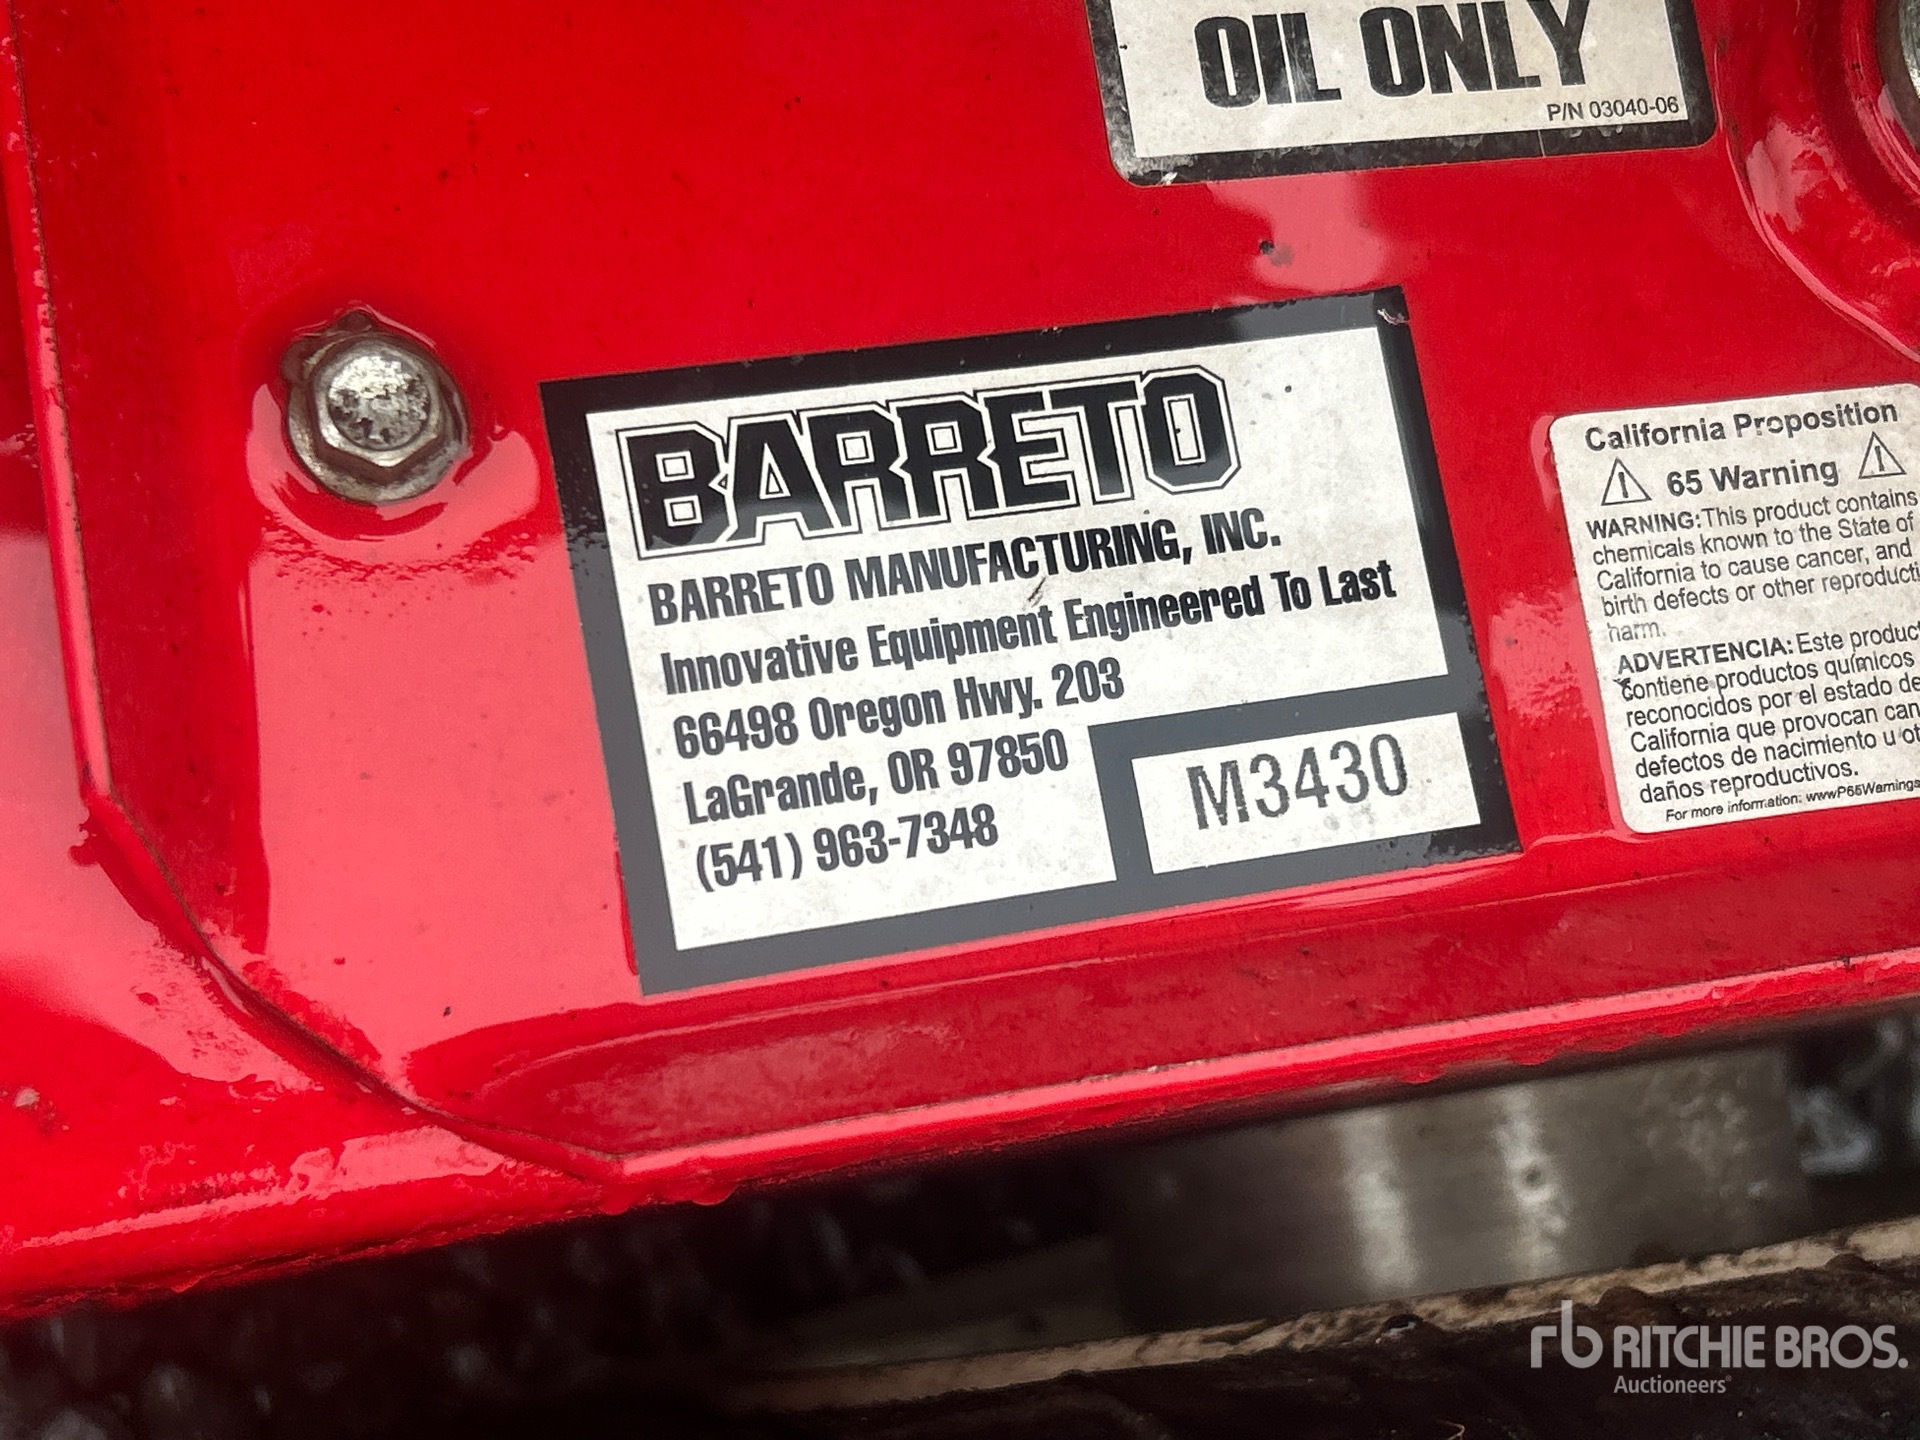 OIL ONLY
P/N 03040-06
BARRETO
BARRETO MANUFACTURING, INC.
Innovative Equipment Engineered To Last
66498 Oregon Hwy. 203
LaGrande, OR 97850
(541) 963-7348
M3430
California Proposition
65 Warning
WARNING: This product contains
chemicals known to the State of
California to cause cancer, and
birth defects or other reproducti
harm.
ADVERTENCIA: Este product
contiene productos químicos
reconocidos por el estado de
California que provocan can
defectos de nacimiento u ot
daños reproductivos.
For more information: wwwP65Warnings
rb RITCHIE BROS.
Auctioneers